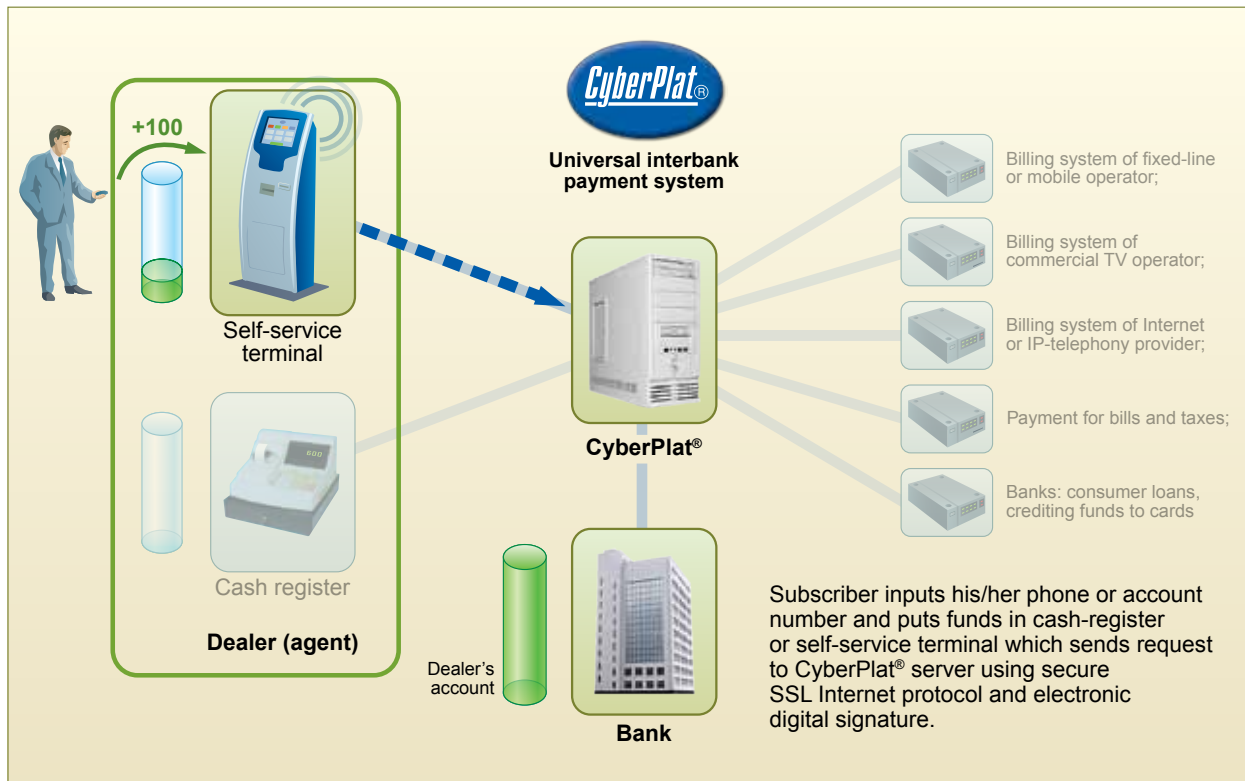 CyberPlat®
Universal interbank
payment system
+100
Self-service
terminal
Cash register
Dealer (agent)
CyberPlat®
Dealer's
account
Bank
Billing system of fixed-line
or mobile operator;
Billing system of
commercial TV operator;
Billing system of Internet
or IP-telephony provider;
Payment for bills and taxes;
Banks: consumer loans,
crediting funds to cards
Subscriber inputs his/her phone or account
number and puts funds in cash-register
or self-service terminal which sends request
to CyberPlat® server using secure
SSL Internet protocol and electronic
digital signature.